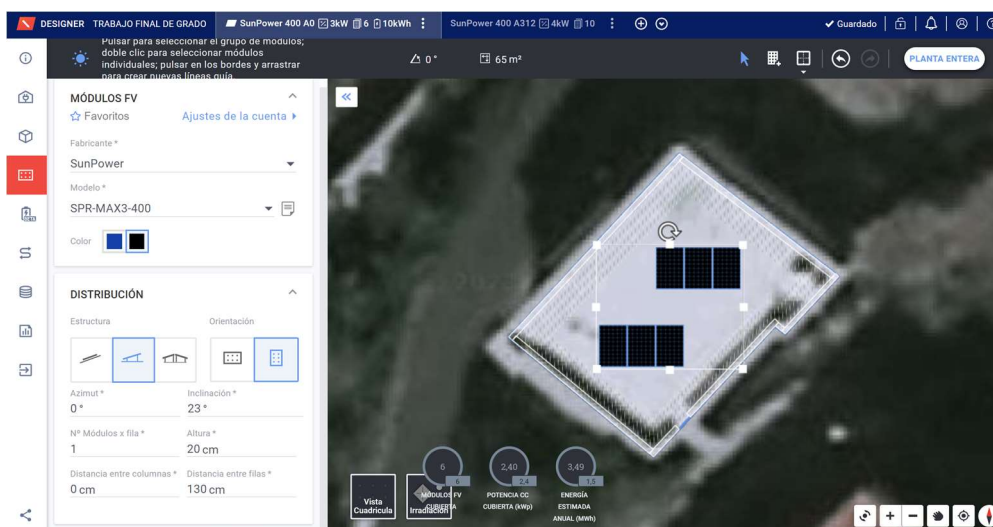 DESIGNER TRABAJO FINAL DE GRADO SunPower 400 A0 3kW 6 10kWh SunPower 400 A312 4kW 10 Guardado
Pulsar para seleccionar el grupo de módulos;
doble clic para seleccionar módulos
individuales; pulsar en los bordes y arrastrar
para crear nuevas líneas guía.
0° 65 m² PLANTA ENTERA
MÓDULOS FV
Favoritos Ajustes de la cuenta
Fabricante *
SunPower
Modelo *
SPR-MAX3-400
Color
DISTRIBUCIÓN
Estructura Orientación
Azimut * Inclinación *
0° 23°
Nº Módulos x fila * Altura *
1 20 cm
Distancia entre columnas * Distancia entre filas *
0 cm 130 cm
Vista
Cuadrícula
Irradiación
6 6
MÓDULOS FV
CUBIERTA
2,40 2,4
POTENCIA CC
CUBIERTA (kWp)
3,49 1,5
ENERGÍA
ESTIMADA
ANUAL (MWh)